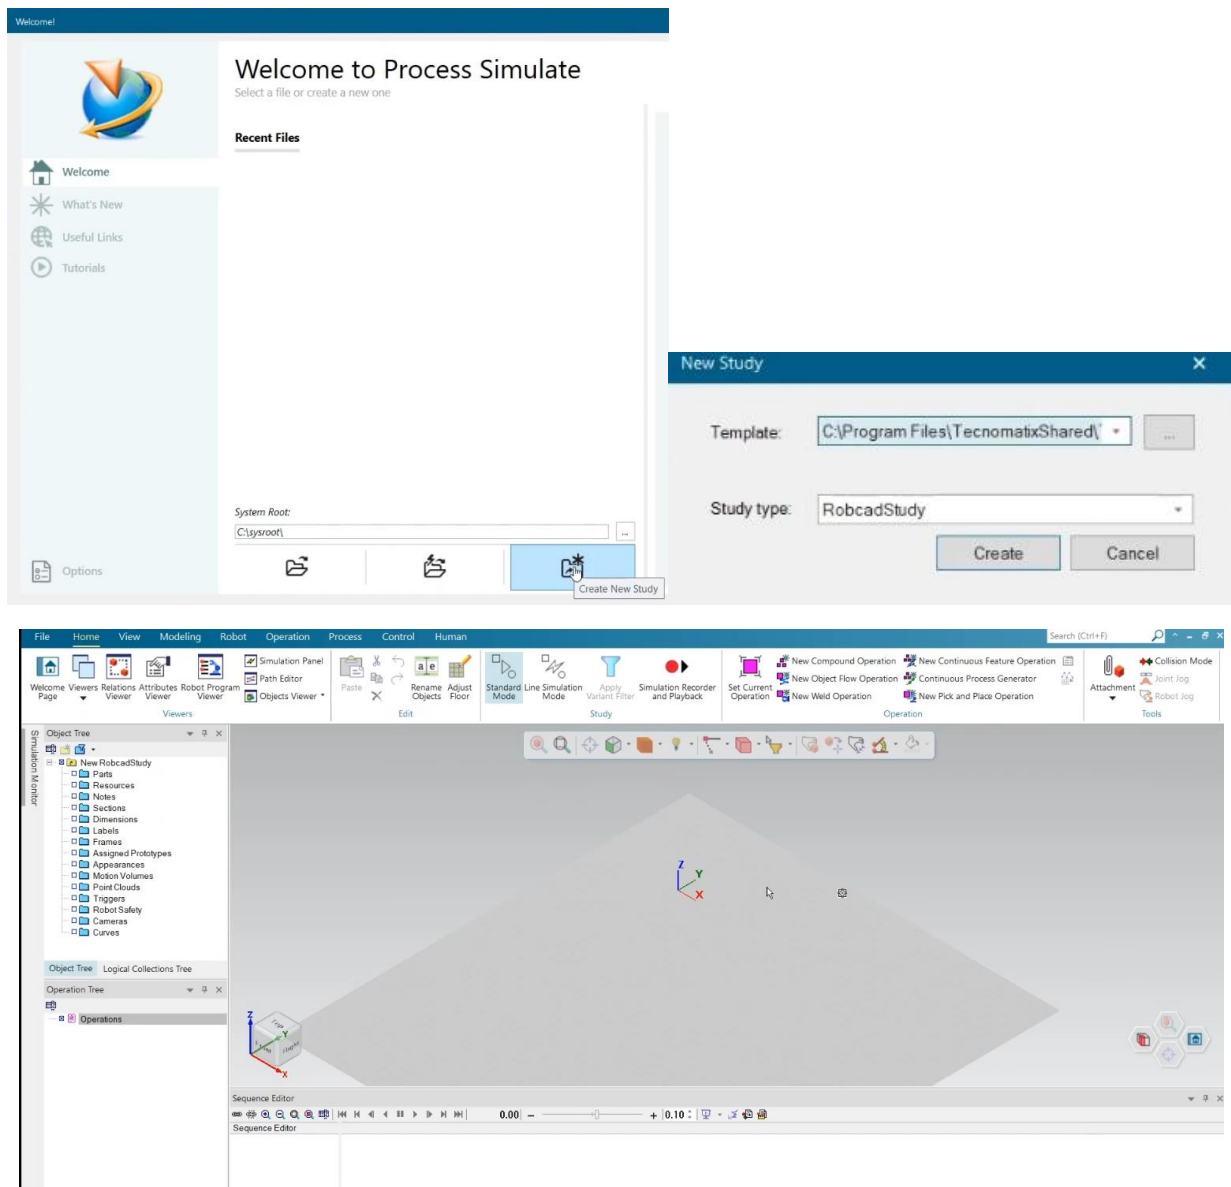 Welcome!
Welcome to Process Simulate
Select a file or create a new one
Recent Files
Welcome
What's New
Useful Links
Tutorials
System Root:
C:\sysroot\
...
Options
Create New Study
New Study
Template:
C:\Program Files\TecnomatixShared\
...
Study type:
RobcadStudy
Create
Cancel
File Home View Modeling Robot Operation Process Control Human
Search (Ctrl+F)
Welcome Page
Viewers
Relations Viewer
Attributes Viewer
Robot Program Viewer
Simulation Panel
Path Editor
Objects Viewer
Viewers
Paste
Rename Objects
Adjust Floor
Edit
Standard Mode
Line Simulation Mode
Apply Variant Filter
Simulation Recorder and Playback
Study
Set Current Operation
New Compound Operation
New Object Flow Operation
New Weld Operation
New Continuous Feature Operation
Continuous Process Generator
New Pick and Place Operation
Operation
Attachment
Collision Mode
Joint Jog
Robot Jog
Tools
Simulation Monitor
Object Tree
New RobcadStudy
Parts
Resources
Notes
Sections
Dimensions
Labels
Frames
Assigned Prototypes
Appearances
Motion Volumes
Point Clouds
Triggers
Robot Safety
Cameras
Curves
Object Tree Logical Collections Tree
Operation Tree
Operations
Z
Y
X
Z
Top
Y
Front
Right
X
Sequence Editor
0.00
0.10
Sequence Editor